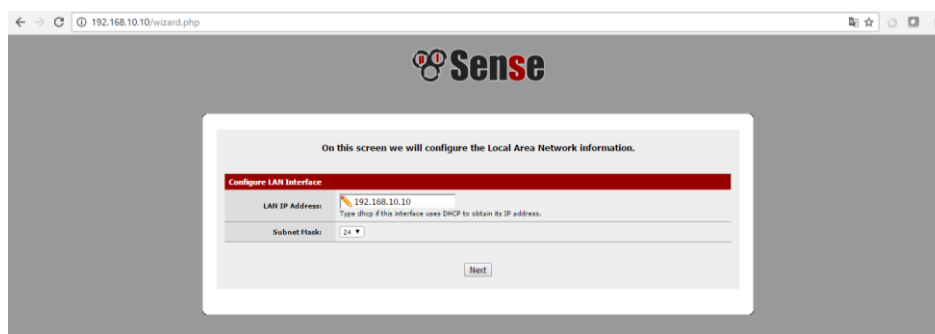 192.168.10.10/wizard.php
pf Sense
On this screen we will configure the Local Area Network information.
Configure LAN Interface
LAN IP Address: 192.168.10.10
Type dhcp if this interface uses DHCP to obtain its IP address.
Subnet Mask: 24
Next